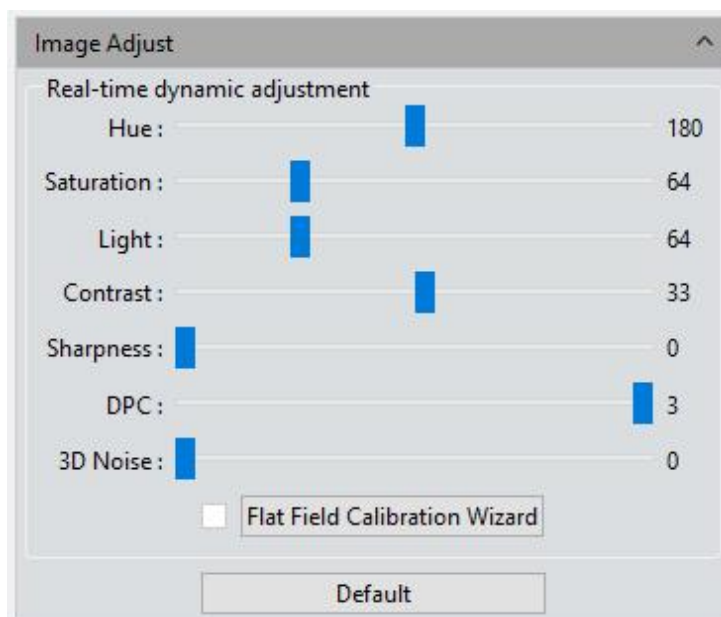 Image Adjust
Real-time dynamic adjustment
Hue : 180
Saturation : 64
Light : 64
Contrast : 33
Sharpness : 0
DPC : 3
3D Noise : 0
Flat Field Calibration Wizard
Default